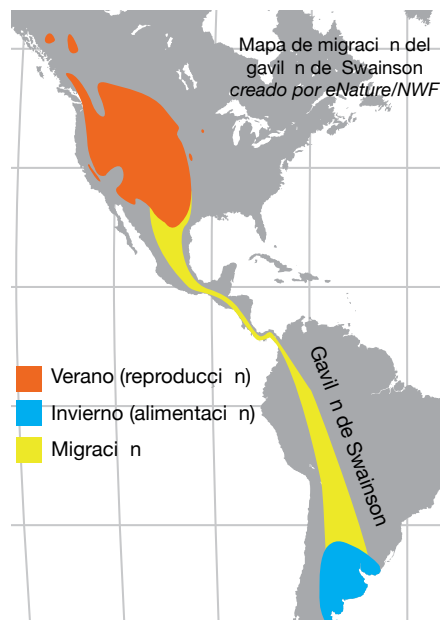 Mapa de migraci n del
gavil n de Swainson
creado por eNature/NWF
Gavil n de Swainson
Verano (reproducci n)
Invierno (alimentaci n)
Migraci n